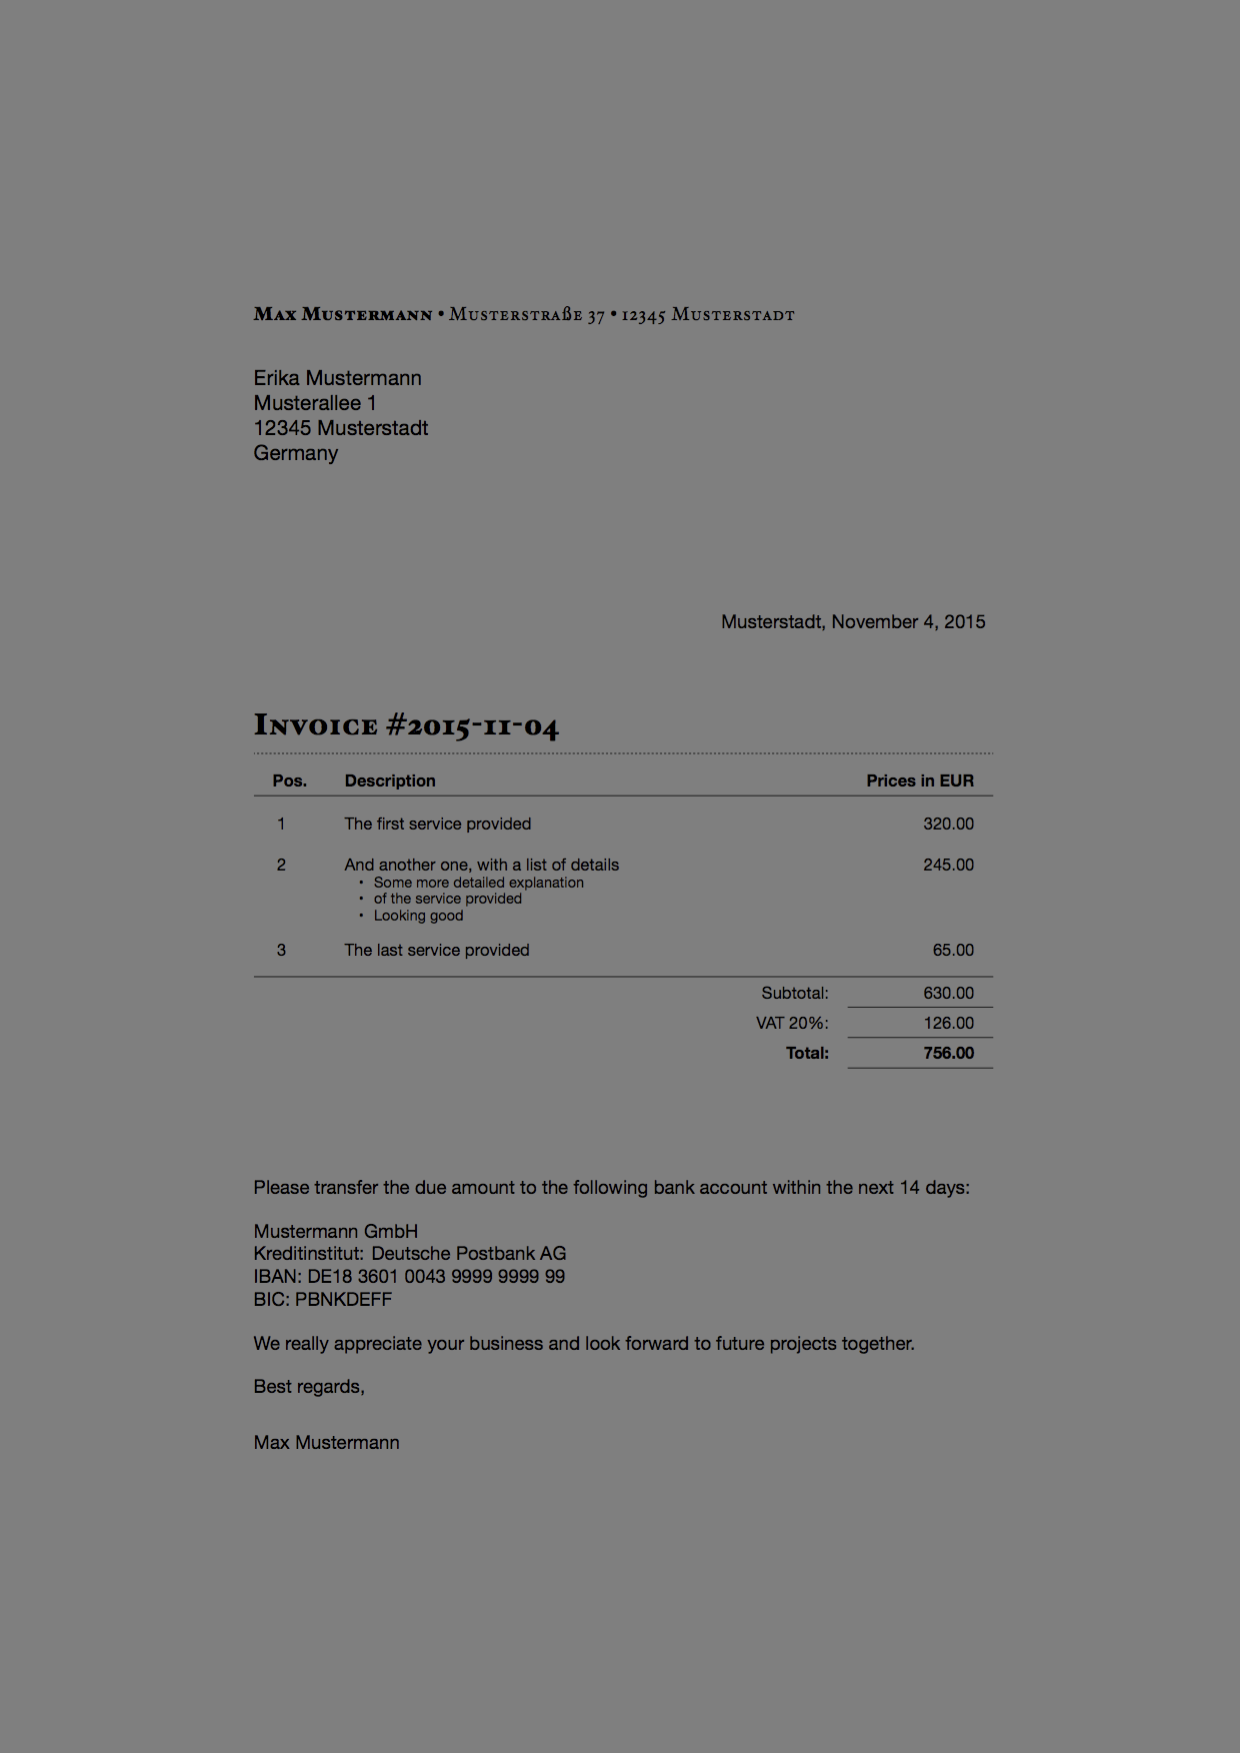 Max Mustermann • Musterstraße 37 • 12345 Musterstadt
Erika Mustermann
Musterallee 1
12345 Musterstadt
Germany
Musterstadt, November 4, 2015
Invoice #2015-11-04
Pos. Description Prices in EUR
1 The first service provided 320.00
2 And another one, with a list of details 245.00
• Some more detailed explanation
• of the service provided
• Looking good
3 The last service provided 65.00
Subtotal: 630.00
VAT 20%: 126.00
Total: 756.00
Please transfer the due amount to the following bank account within the next 14 days:
Mustermann GmbH
Kreditinstitut: Deutsche Postbank AG
IBAN: DE18 3601 0043 9999 9999 99
BIC: PBNKDEFF
We really appreciate your business and look forward to future projects together.
Best regards,
Max Mustermann